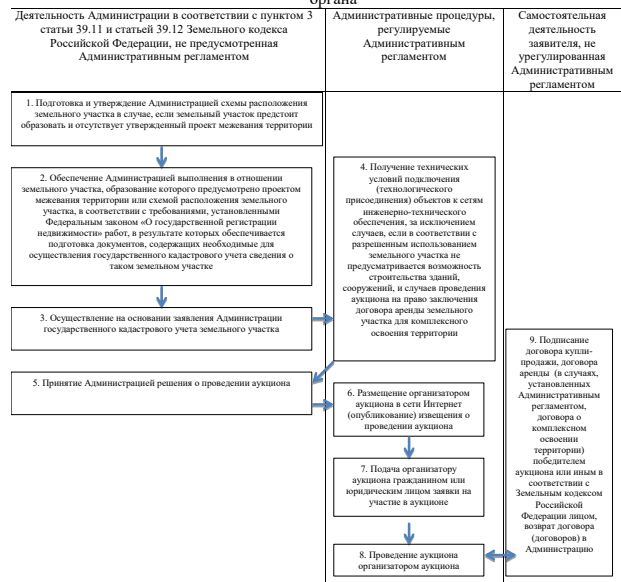 органа
Деятельность Администрации в соответствии с пунктом 3
статьи 39.11 и статьей 39.12 Земельного кодекса
Российской Федерации, не предусмотренная
Административным регламентом
Административные процедуры,
регулируемые
Административным
регламентом
Самостоятельная
деятельность
заявителя, не
урегулированная
Административным
регламентом
1. Подготовка и утверждение Администрацией схемы расположения
земельного участка в случае, если земельный участок предстоит
образовать и отсутствует утвержденный проект межевания территории
2. Обеспечение Администрацией выполнения в отношении
земельного участка, образование которого предусмотрено проектом
межевания территории или схемой расположения земельного
участка, в соответствии с требованиями, установленными
Федеральным законом «О государственной регистрации
недвижимости» работ, в результате которых обеспечивается
подготовка документов, содержащих необходимые для
осуществления государственного кадастрового учета сведения о
таком земельном участке
3. Осуществление на основании заявления Администрации
государственного кадастрового учета земельного участка
4. Получение технических
условий подключения
(технологического
присоединения) объектов к сетям
инженерно-технического
обеспечения, за исключением
случаев, если в соответствии с
разрешенным использованием
земельного участка не
предусматривается возможность
строительства зданий,
сооружений, и случаев проведения
аукциона на право заключения
договора аренды земельного
участка для комплексного
освоения территории
5. Принятие Администрацией решения о проведении аукциона
6. Размещение организатором
аукциона в сети Интернет
(опубликование) извещения о
проведении аукциона
7. Подача организатору
аукциона гражданином или
юридическим лицом заявки на
участие в аукционе
8. Проведение аукциона
организатором аукциона
9. Подписание
договора купли-
продажи, договора
аренды (в случаях,
установленных
Административным
регламентом,
договора о
комплексном
освоении
территории)
победителем
аукциона или иным в
соответствии с
Земельным кодексом
Российской
Федерации лицом,
возврат договора
(договоров) в
Администрацию